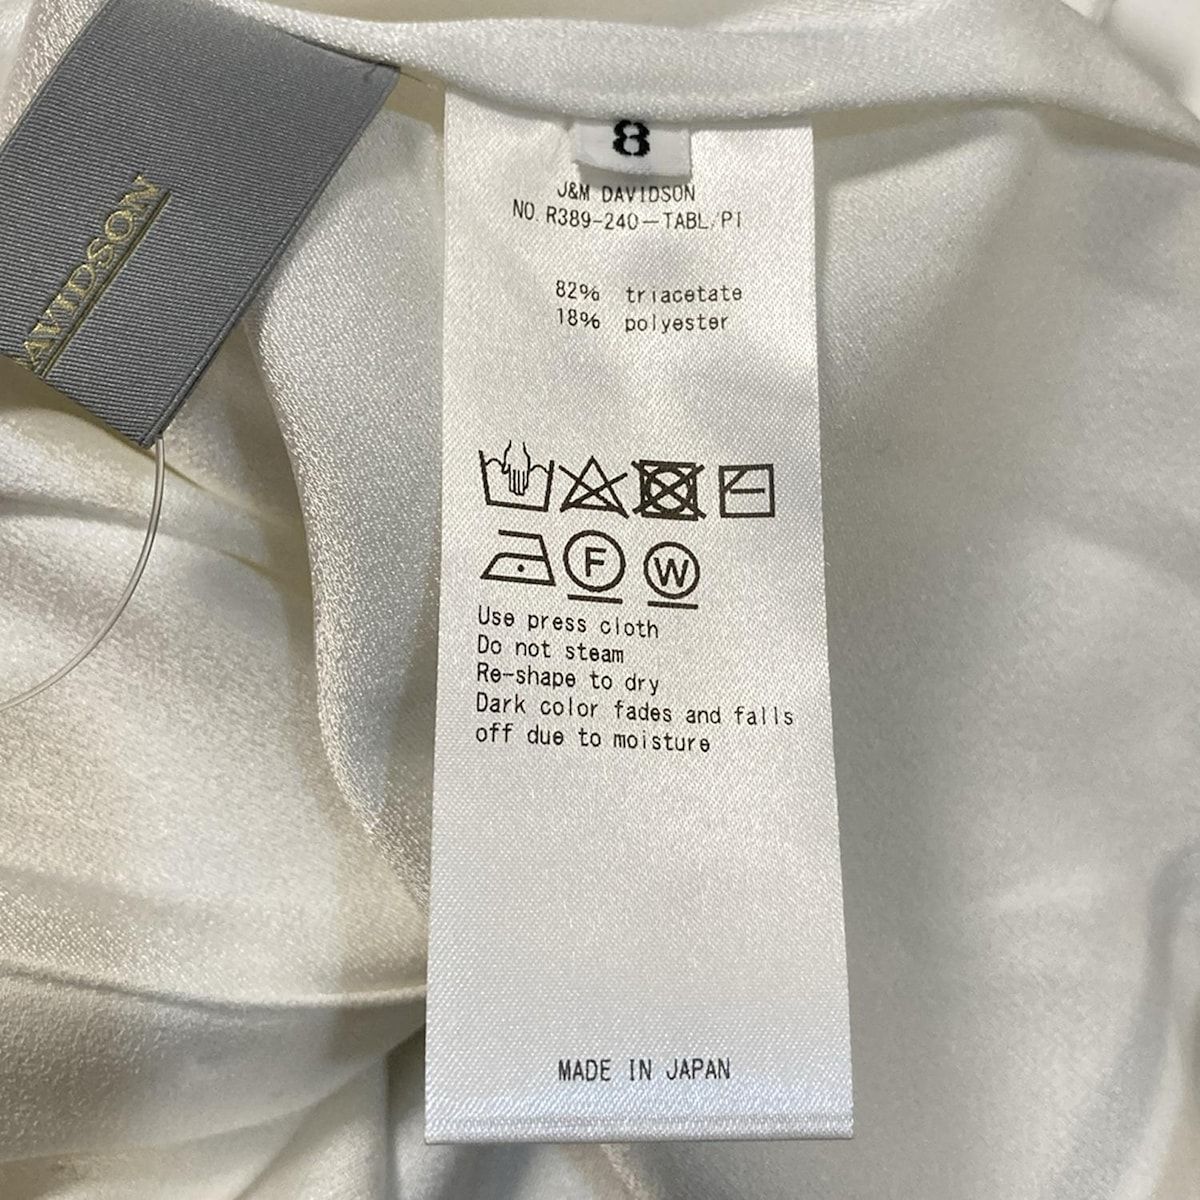 AVIDSON
8
J&M DAVIDSON
NO. R389-240-TABL/PI
82% triacetate
18% polyester
F W
Use press cloth
Do not steam
Re-shape to dry
Dark color fades and falls
off due to moisture
MADE IN JAPAN